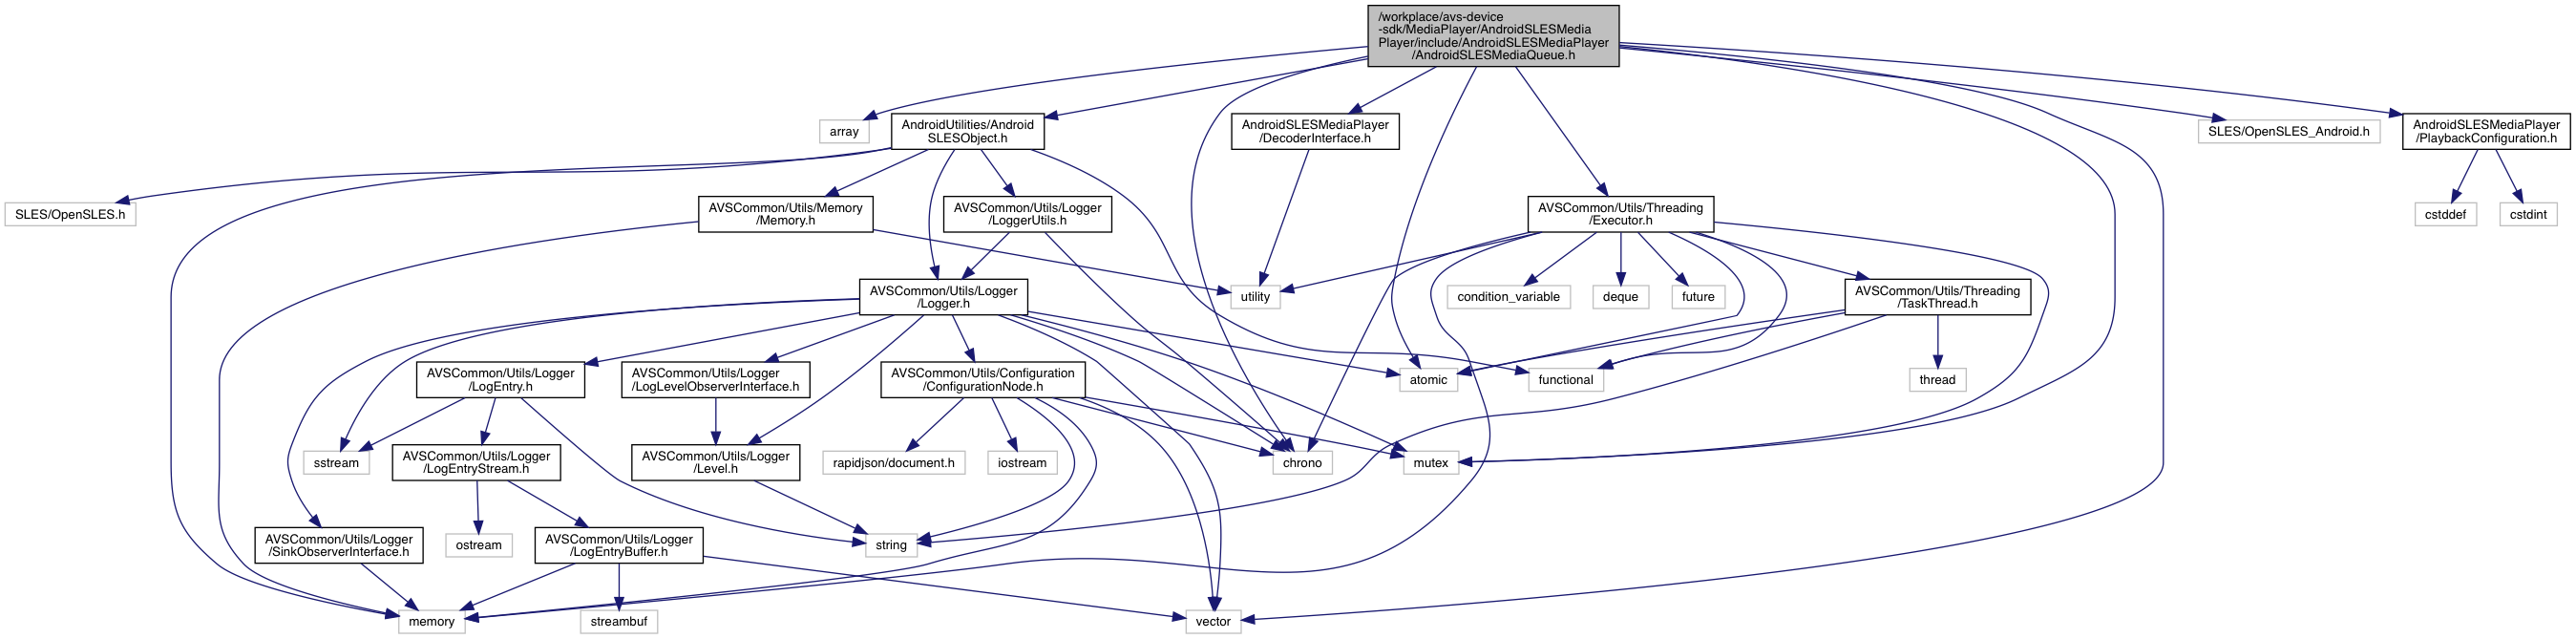 /workplace/avs-device
-sdk/MediaPlayer/AndroidSLESMedia
Player/include/AndroidSLESMediaPlayer
/AndroidSLESMediaQueue.h
array
AndroidUtilities/Android
SLESObject.h
AndroidSLESMediaPlayer
/DecoderInterface.h
SLES/OpenSLES_Android.h
AndroidSLESMediaPlayer
/PlaybackConfiguration.h
SLES/OpenSLES.h
AVSCommon/Utils/Memory
/Memory.h
AVSCommon/Utils/Logger
/LoggerUtils.h
AVSCommon/Utils/Threading
/Executor.h
cstddef
cstdint
AVSCommon/Utils/Logger
/Logger.h
utility
condition_variable
deque
future
AVSCommon/Utils/Threading
/TaskThread.h
AVSCommon/Utils/Logger
/LogEntry.h
AVSCommon/Utils/Logger
/LogLevelObserverInterface.h
AVSCommon/Utils/Configuration
/ConfigurationNode.h
atomic
functional
thread
sstream
AVSCommon/Utils/Logger
/LogEntryStream.h
AVSCommon/Utils/Logger
/Level.h
rapidjson/document.h
iostream
chrono
mutex
AVSCommon/Utils/Logger
/SinkObserverInterface.h
ostream
AVSCommon/Utils/Logger
/LogEntryBuffer.h
string
memory
streambuf
vector